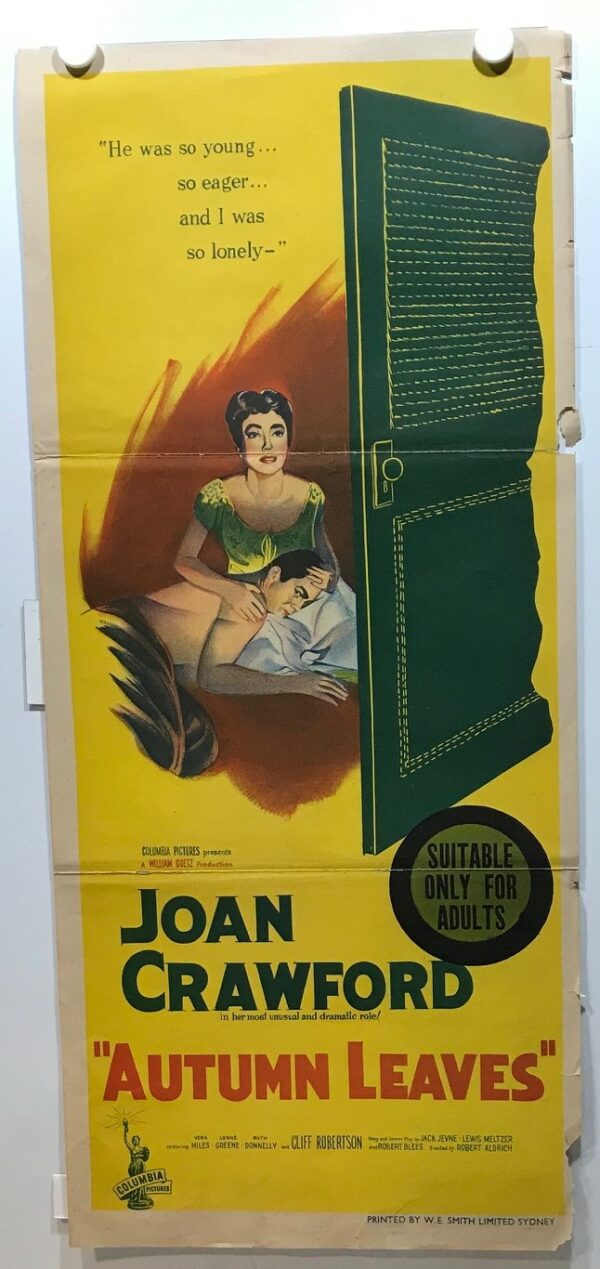 "He was so young...
so eager...
and I was
so lonely-"
COLUMBIA PICTURES presents
A WILLIAM GOETZ Production
SUITABLE
ONLY FOR
ADULTS
JOAN
CRAWFORD
in her most unusual and dramatic role!
"AUTUMN LEAVES"
VERA LORNE RUTH
costarring MILES · GREENE · DONNELLY and CLIFF ROBERTSON
Story and Screen Play by JACK JEVNE · LEWIS MELTZER
and ROBERT BLEES Directed by ROBERT ALDRICH
COLUMBIA
PICTURES
PRINTED BY W. E. SMITH LIMITED SYDNEY